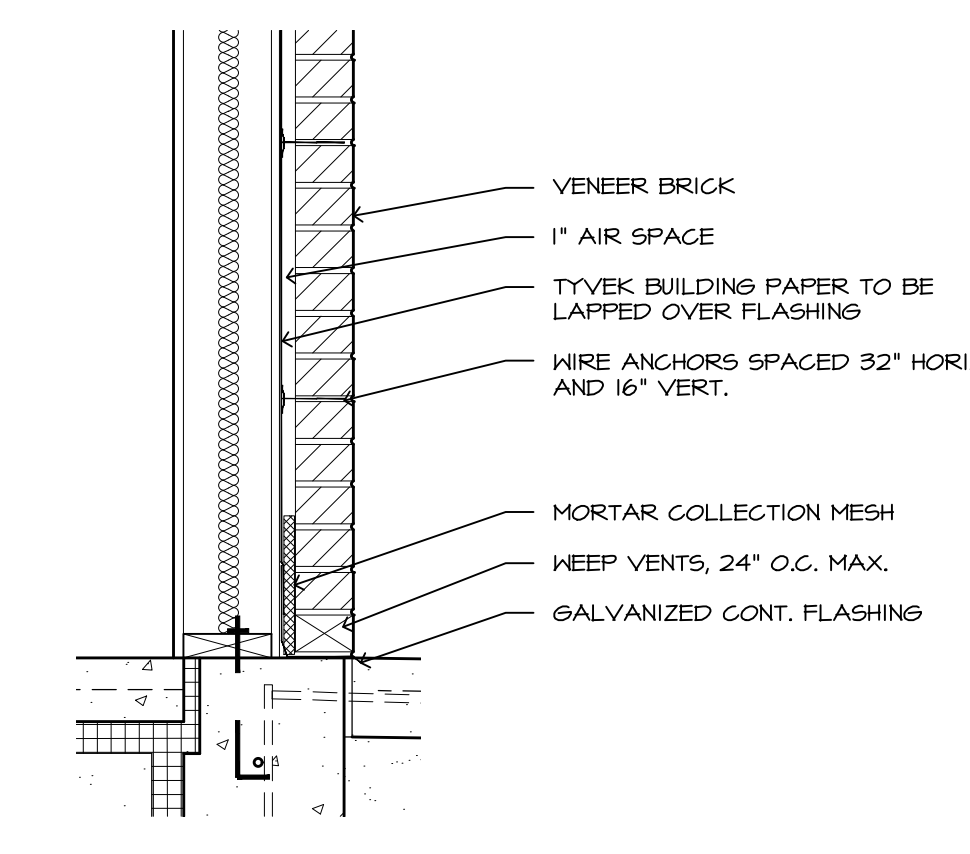 VENEER BRICK
1" AIR SPACE
TYVEK BUILDING PAPER TO BE
LAPPED OVER FLASHING
WIRE ANCHORS SPACED 32" HORI
AND 16" VERT.
MORTAR COLLECTION MESH
WEEP VENTS, 24" O.C. MAX.
GALVANIZED CONT. FLASHING